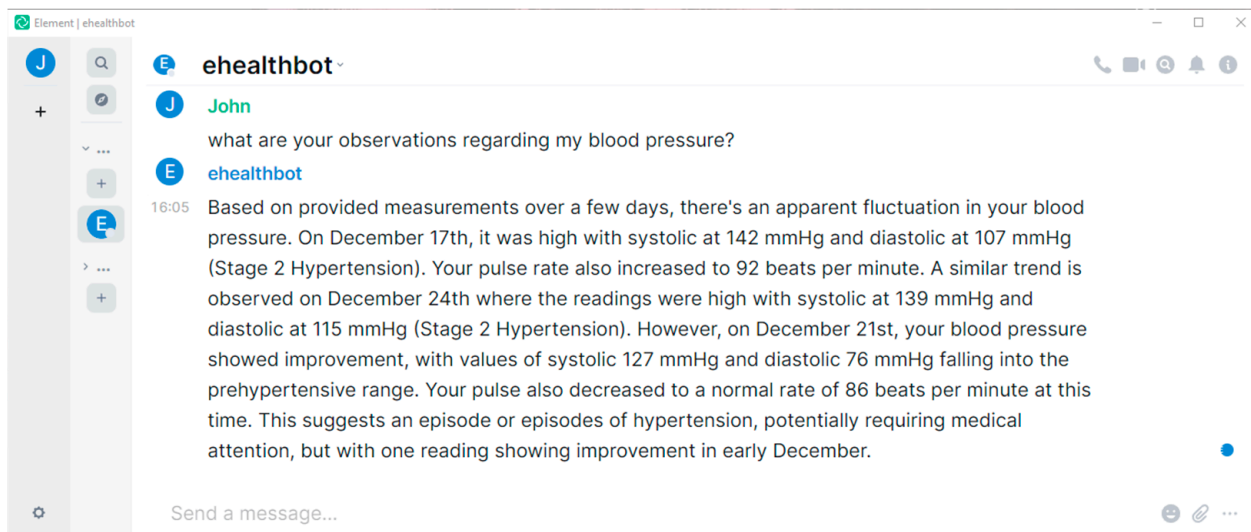 Element | ehealthbot
J
E
ehealthbot
+
J
John
what are your observations regarding my blood pressure?
...
E
ehealthbot
+
16:05
Based on provided measurements over a few days, there's an apparent fluctuation in your blood
pressure. On December 17th, it was high with systolic at 142 mmHg and diastolic at 107 mmHg
E
(Stage 2 Hypertension). Your pulse rate also increased to 92 beats per minute. A similar trend is
...
observed on December 24th where the readings were high with systolic at 139 mmHg and
+
diastolic at 115 mmHg (Stage 2 Hypertension). However, on December 21st, your blood pressure
showed improvement, with values of systolic 127 mmHg and diastolic 76 mmHg falling into the
prehypertensive range. Your pulse also decreased to a normal rate of 86 beats per minute at this
time. This suggests an episode or episodes of hypertension, potentially requiring medical
attention, but with one reading showing improvement in early December.
Send a message...